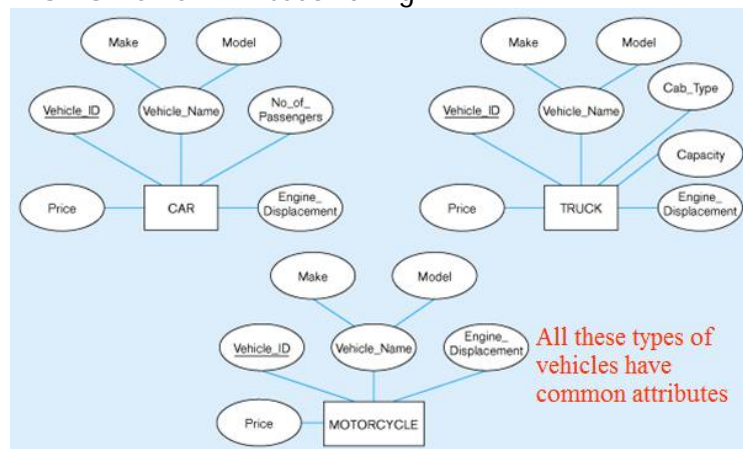 Make
Model
Vehicle_ID
Vehicle_Name
No_of_
Passengers
Price
CAR
Engine_
Displacement
Make
Model
Cab_Type
Vehicle_ID
Vehicle_Name
Capacity
Price
TRUCK
Engine_
Displacement
Make
Model
Vehicle_ID
Vehicle_Name
Engine_
Displacement
Price
MOTORCYCLE
All these types of
vehicles have
common attributes